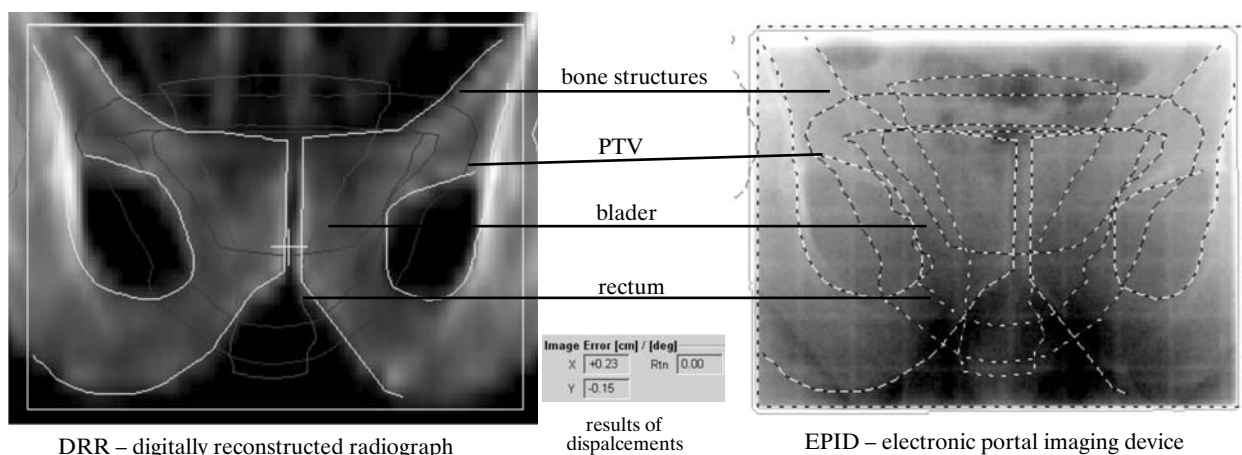 bone structures
PTV
blader
rectum
Image Error [cm] / [deg]
X +0.23 Rtn 0.00
Y -0.15
results of
dispalcements
DRR – digitally reconstructed radiograph
EPID – electronic portal imaging device